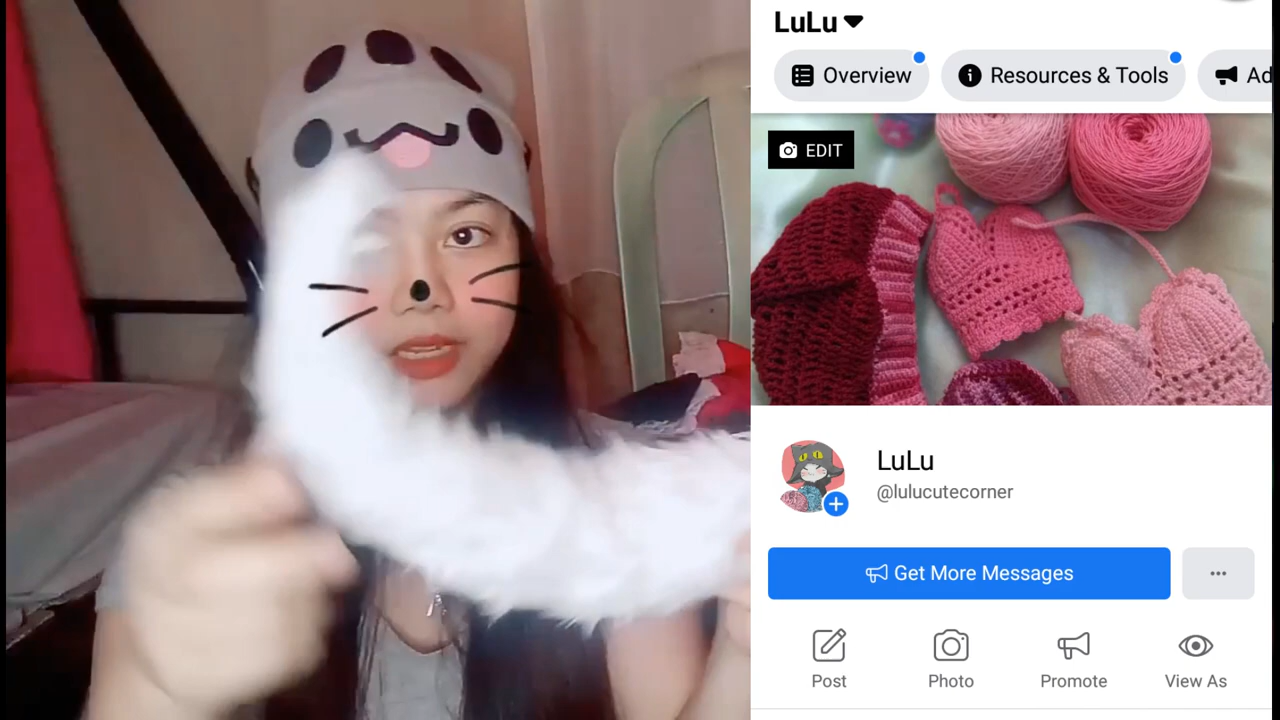 LuLu
Overview
Resources & Tools
Ad
EDIT
LuLu
@lulucutecorner
Get More Messages
Post
Photo
Promote
View As